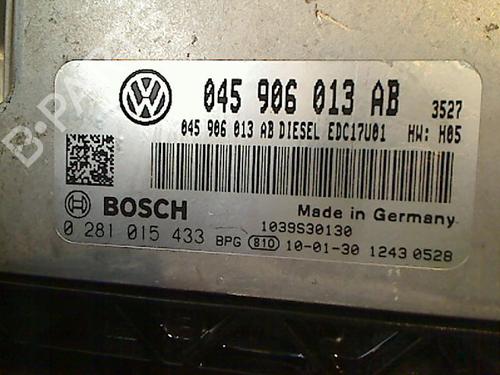 B-PARTS
045 906 013 AB 3527
045 906 013 AB DIESEL EDC17U01 HW: H05
BOSCH Made in Germany
1039S30130
0 281 015 433 BPG 810 10-01-30 1243 0528